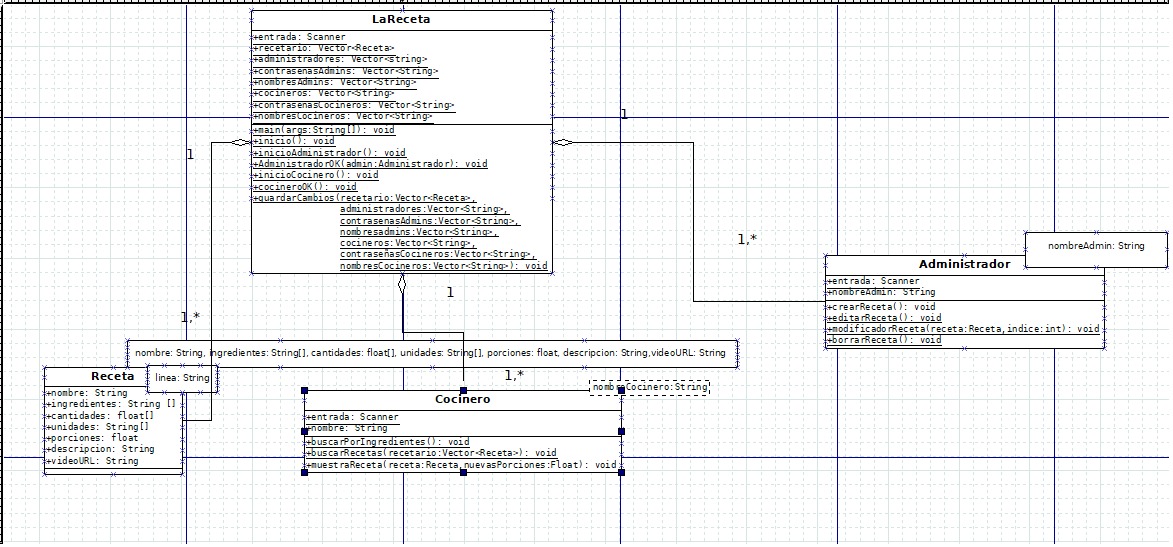 LaReceta
+entrada: Scanner
+recetario: Vector<Receta>
+administradores: Vector<string>
+contrasenasAdmins: Vector<String>
+nombresAdmins: Vector<String>
+cocineros: Vector<String>
+contrasenasCocineros: Vector<String>
+nombresCocineros: Vector<String>
+main(args:String[]): void
+inicio(): void
+inicioAdministrador(): void
+AdministradorOK(admin:Administrador): void
+inicioCocinero(): void
+cocineroOK(): void
+guardarCambios(recetario:Vector<Receta>,
administradores:Vector<String>,
contrasenasAdmins:Vector<String>,
nombresadmins:Vector<String>,
cocineros:Vector<String>,
contraseñasCocineros:Vector<String>,
nombresCocineros:Vector<String>): void
1
1
1,*
nombreAdmin: String
Administrador
+entrada: Scanner
+nombreAdmin: String
+crearReceta(): void
+editarReceta(): void
+modificadorReceta(receta:Receta,indice:int): void
+borrarReceta(): void
1
1,*
nombre: String, ingredientes: String[], cantidades: float[], unidades: String[], porciones: float, descripcion: String,videoURL: String
Receta
linea: String
+nombre: String
+ingredientes: String []
+cantidades: float[]
+unidades: String[]
+porciones: float
+descripcion: String
+videoURL: String
1,*
nombreCocinero:String
Cocinero
+entrada: Scanner
+nombre: String
+buscarPorIngredientes(): void
+buscarRecetas(recetario:Vector<Receta>): void
+muestraReceta(receta:Receta,nuevasPorciones:Float): void